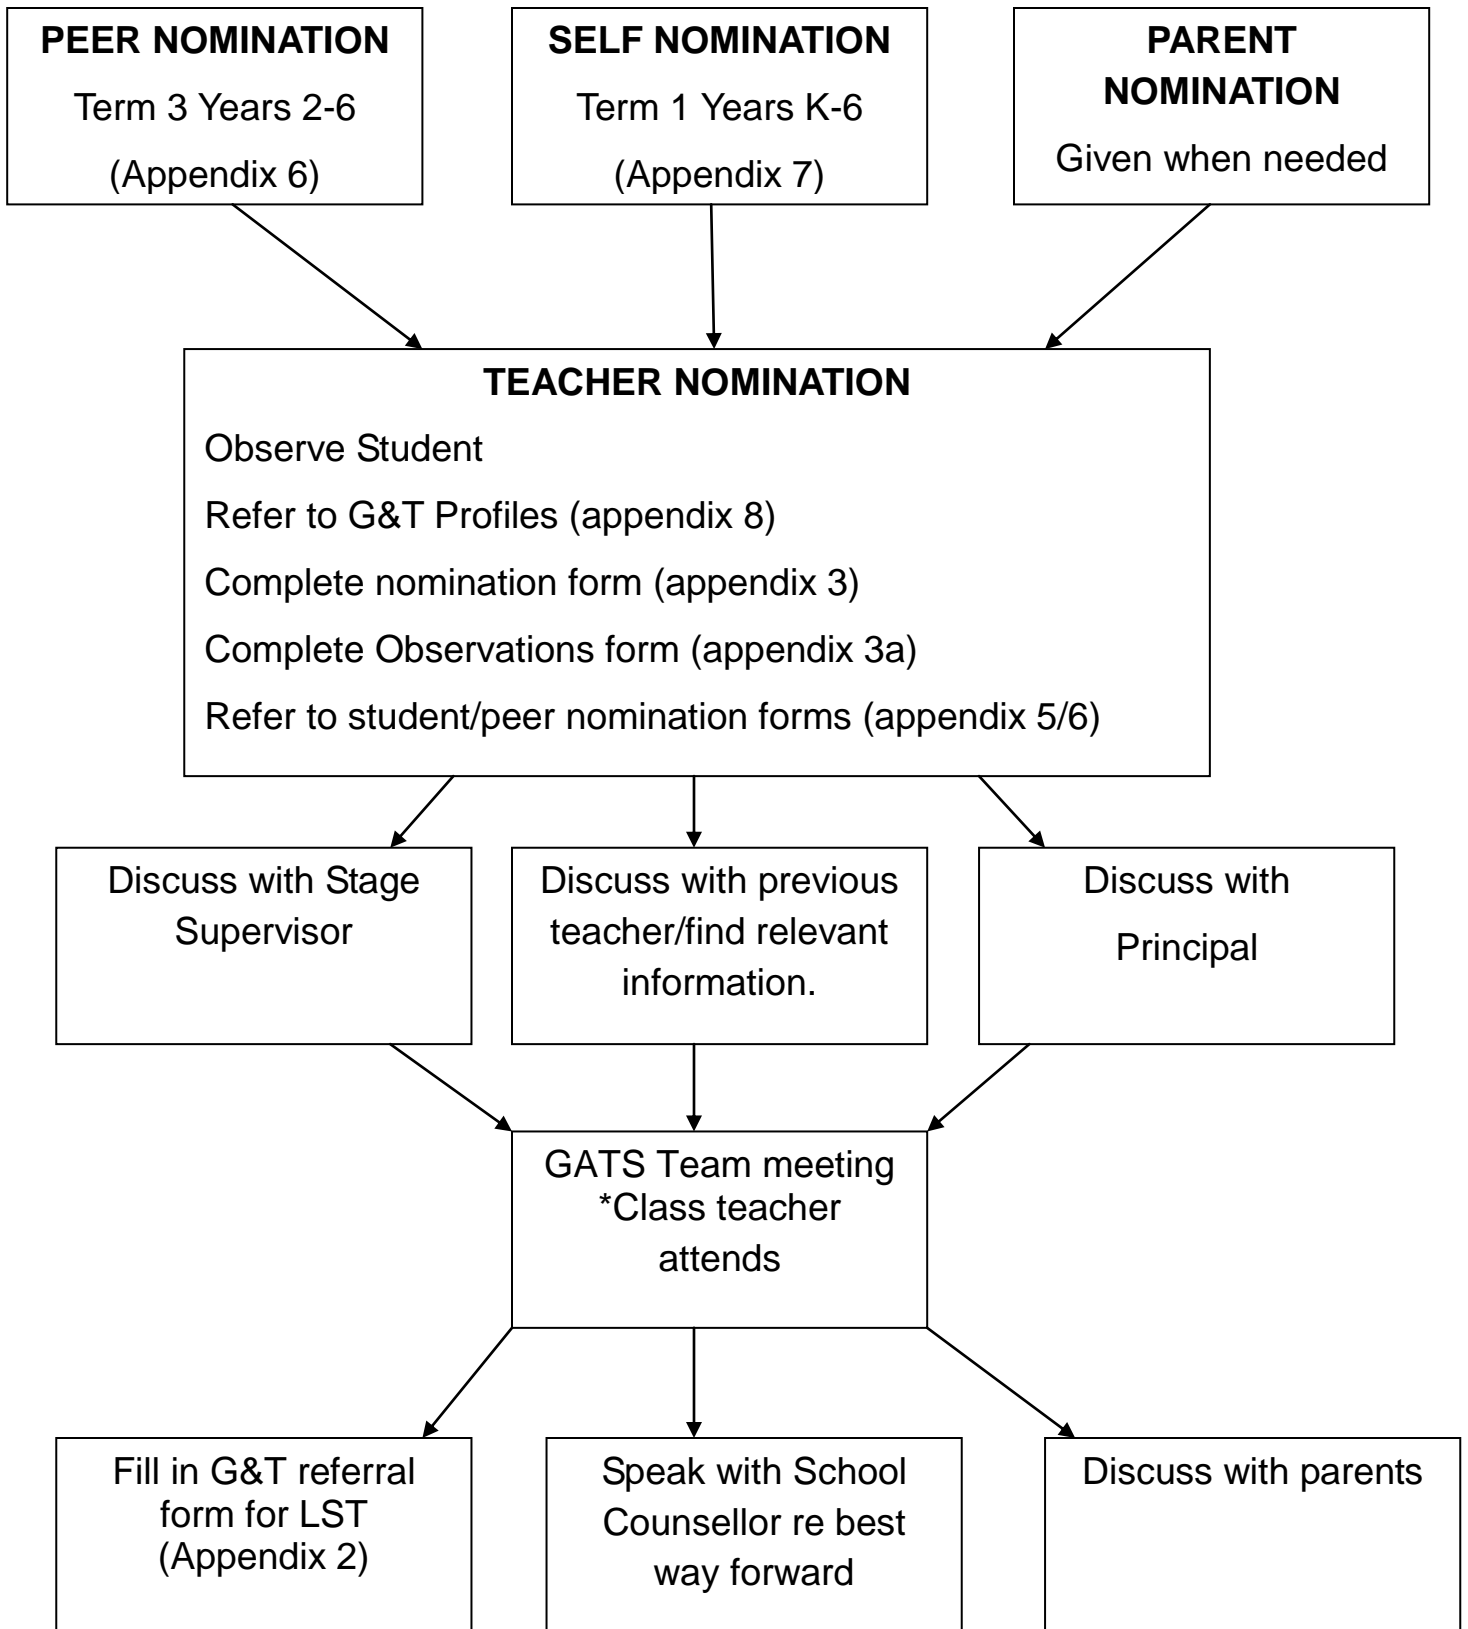 PEER NOMINATION
Term 3 Years 2-6
(Appendix 6)
SELF NOMINATION
Term 1 Years K-6
(Appendix 7)
PARENT
NOMINATION
Given when needed
TEACHER NOMINATION
Observe Student
Refer to G&T Profiles (appendix 8)
Complete nomination form (appendix 3)
Complete Observations form (appendix 3a)
Refer to student/peer nomination forms (appendix 5/6)
Discuss with Stage
Supervisor
Discuss with previous
teacher/find relevant
information.
Discuss with
Principal
GATS Team meeting
*Class teacher
attends
Fill in G&T referral
form for LST
(Appendix 2)
Speak with School
Counsellor re best
way forward
Discuss with parents